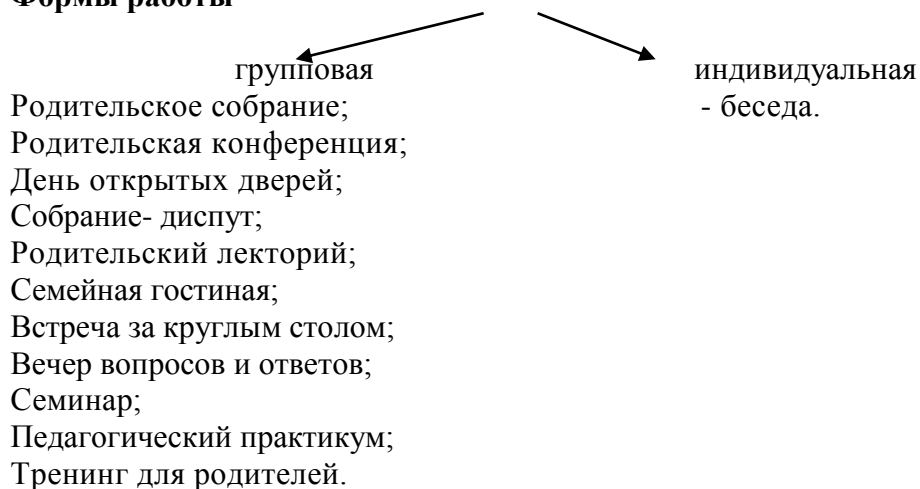 Формы работы
групповая индивидуальная
Родительское собрание; - беседа.
Родительская конференция;
День открытых дверей;
Собрание- диспут;
Родительский лекторий;
Семейная гостиная;
Встреча за круглым столом;
Вечер вопросов и ответов;
Семинар;
Педагогический практикум;
Тренинг для родителей.